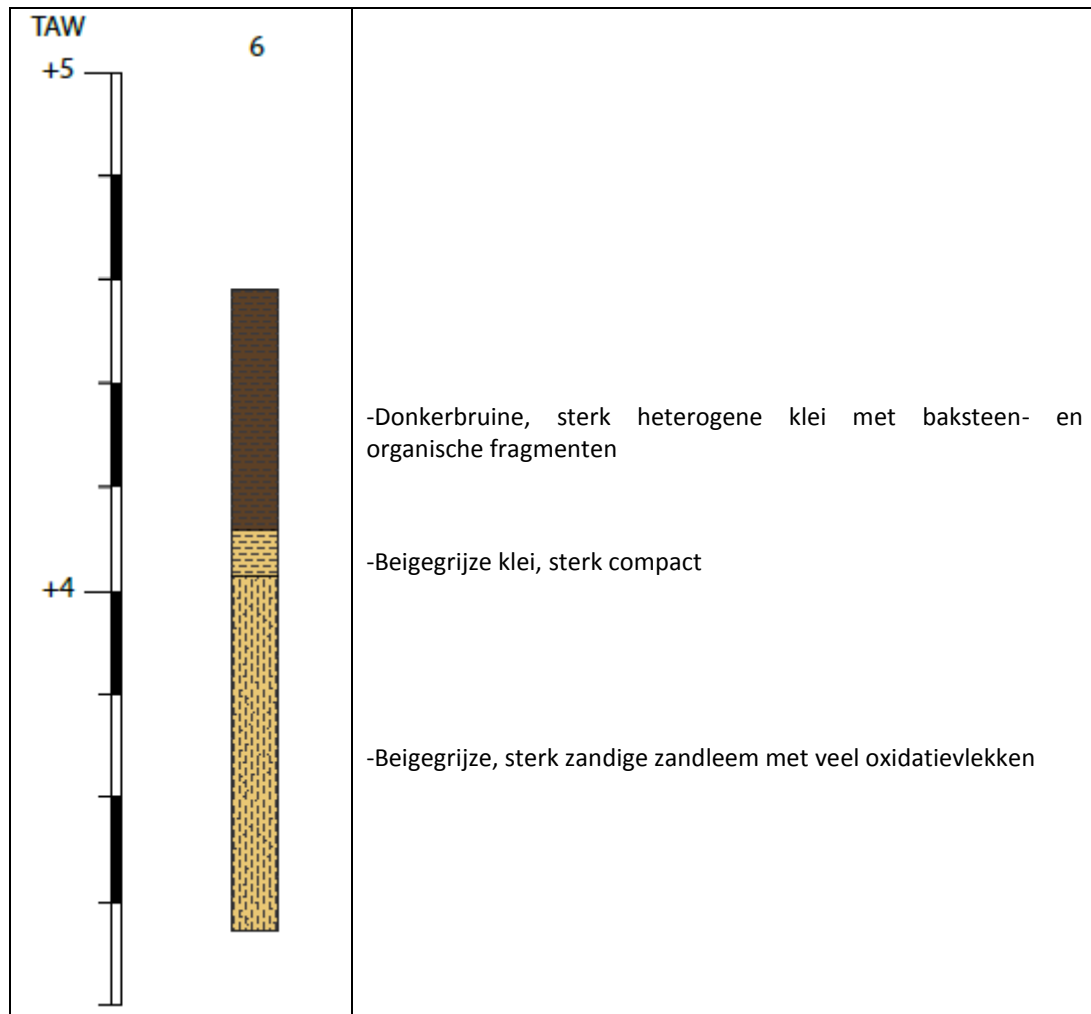 TAW
6
+5
-Donkerbruine, sterk heterogene klei met baksteen- en
organische fragmenten
-Beigegrijze klei, sterk compact
+4
-Beigegrijze, sterk zandige zandleem met veel oxidatievlekken